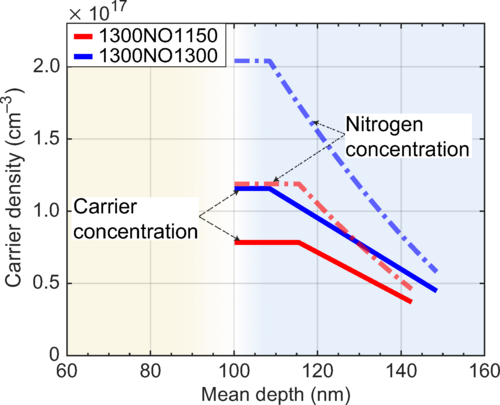 × 10¹⁷
1300NO1150
1300NO1300
2.0
1.5
1.0
0.5
0
Nitrogen
concentration
Carrier
concentration
Carrier density (cm⁻³)
60 80 100 120 140 160
Mean depth (nm)